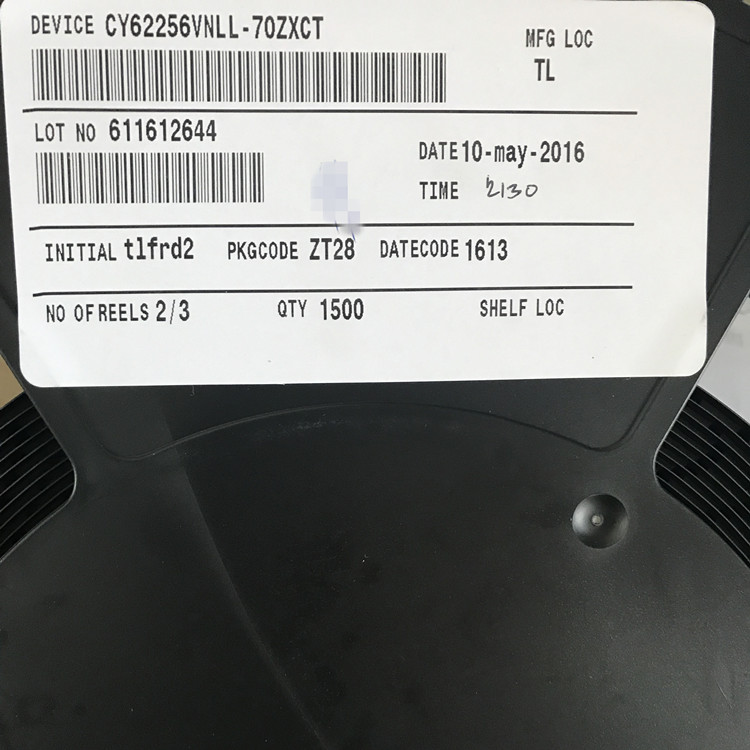 DEVICE CY62256VNLL-70ZXCT
MFG LOC
TL
LOT NO 611612644
DATE 10-may-2016
TIME 2130
INITIAL tlfrd2 PKGCODE ZT28 DATECODE 1613
NO OF REELS 2/3 QTY 1500 SHELF LOC